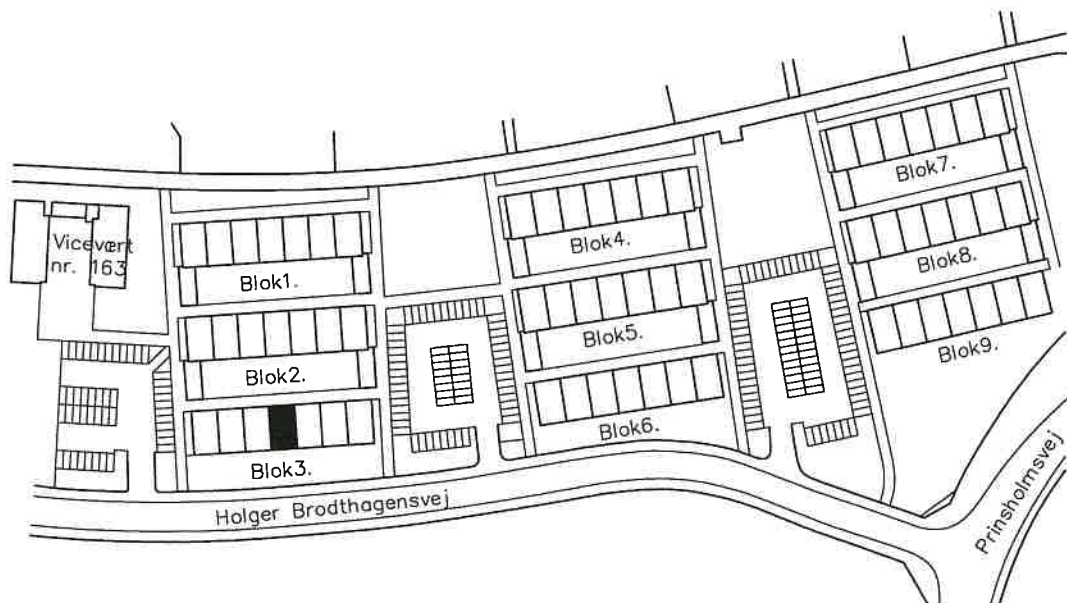 Vicevært
nr. 163
Blok1.
Blok2.
Blok3.
Blok4.
Blok5.
Blok6.
Blok7.
Blok8.
Blok9.
Holger Brodthagensvej
Prinsholmsvej